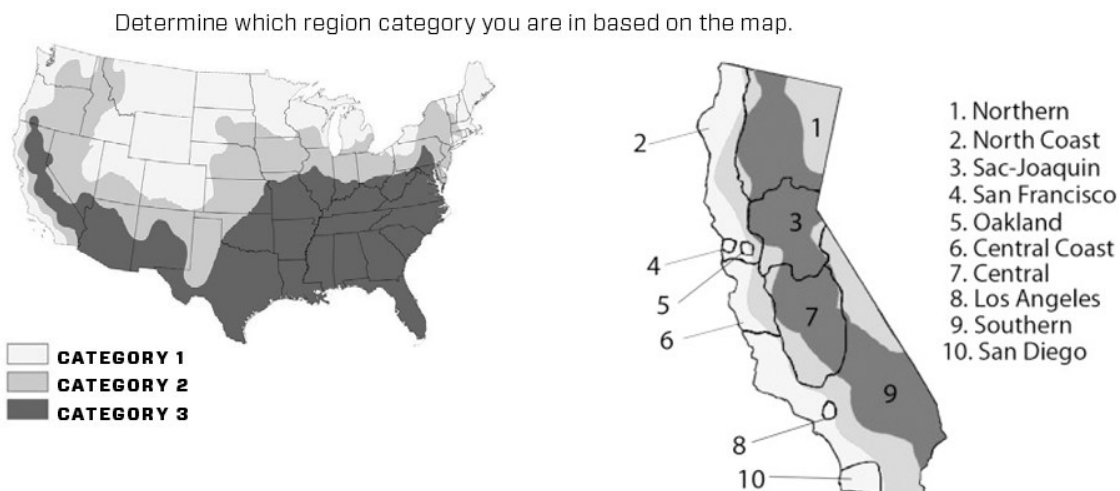 Determine which region category you are in based on the map.
CATEGORY 1
CATEGORY 2
CATEGORY 3
1
2
3
4
5
6
7
8
9
10
1. Northern
2. North Coast
3. Sac-Joaquin
4. San Francisco
5. Oakland
6. Central Coast
7. Central
8. Los Angeles
9. Southern
10. San Diego